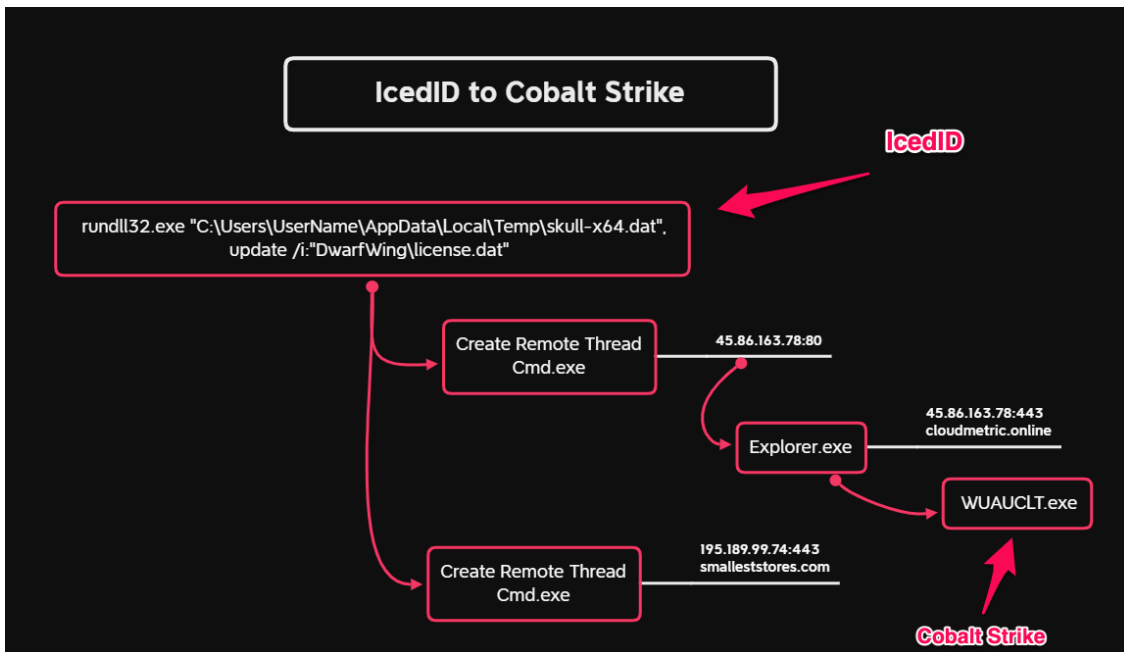 IcedID to Cobalt Strike
IcedID
rundll32.exe "C:\Users\UserName\AppData\Local\Temp\skull-x64.dat",
update /i:"DwarfWing\license.dat"
Create Remote Thread
Cmd.exe
45.86.163.78:80
Explorer.exe
45.86.163.78:443
cloudmetric.online
WUAUCLT.exe
Create Remote Thread
Cmd.exe
195.189.99.74:443
smalleststores.com
Cobalt Strike